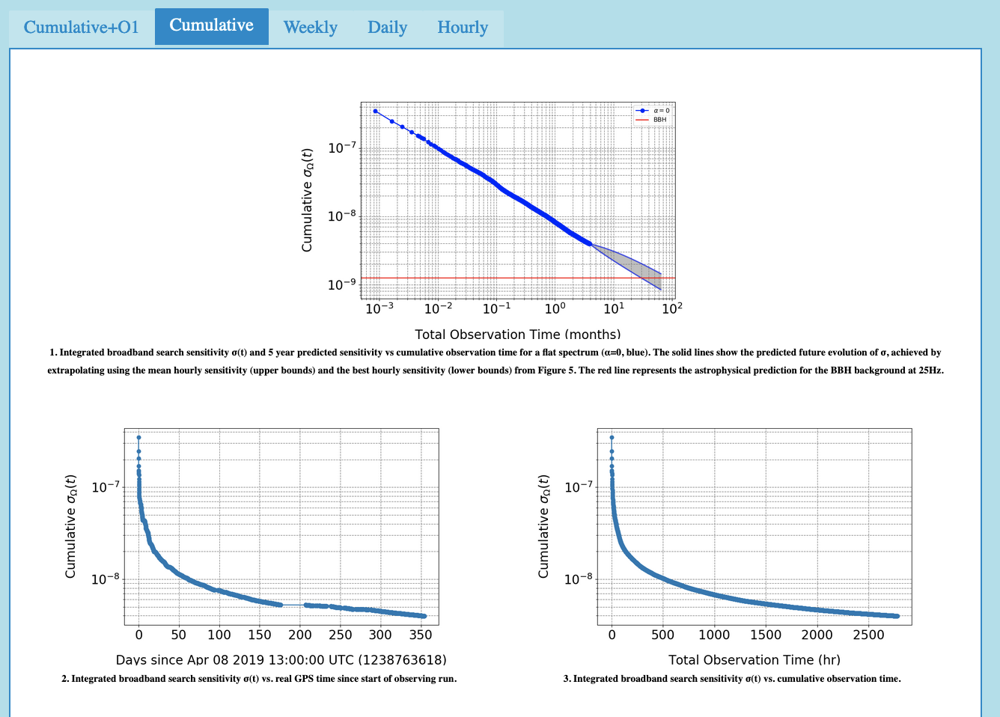 Cumulative+O1 Cumulative Weekly Daily Hourly
α = 0
BBH
10⁻⁷
10⁻⁸
10⁻⁹
Cumulative σ_Ω(t)
10⁻³ 10⁻² 10⁻¹ 10⁰ 10¹ 10²
Total Observation Time (months)
1. Integrated broadband search sensitivity σ(t) and 5 year predicted sensitivity vs cumulative observation time for a flat spectrum (α=0, blue). The solid lines show the predicted future evolution of σ, achieved by
extrapolating using the mean hourly sensitivity (upper bounds) and the best hourly sensitivity (lower bounds) from Figure 5. The red line represents the astrophysical prediction for the BBH background at 25Hz.
10⁻⁷
10⁻⁸
Cumulative σ_Ω(t)
0 50 100 150 200 250 300 350
Days since Apr 08 2019 13:00:00 UTC (1238763618)
2. Integrated broadband search sensitivity σ(t) vs. real GPS time since start of observing run.
10⁻⁷
10⁻⁸
Cumulative σ_Ω(t)
0 500 1000 1500 2000 2500
Total Observation Time (hr)
3. Integrated broadband search sensitivity σ(t) vs. cumulative observation time.